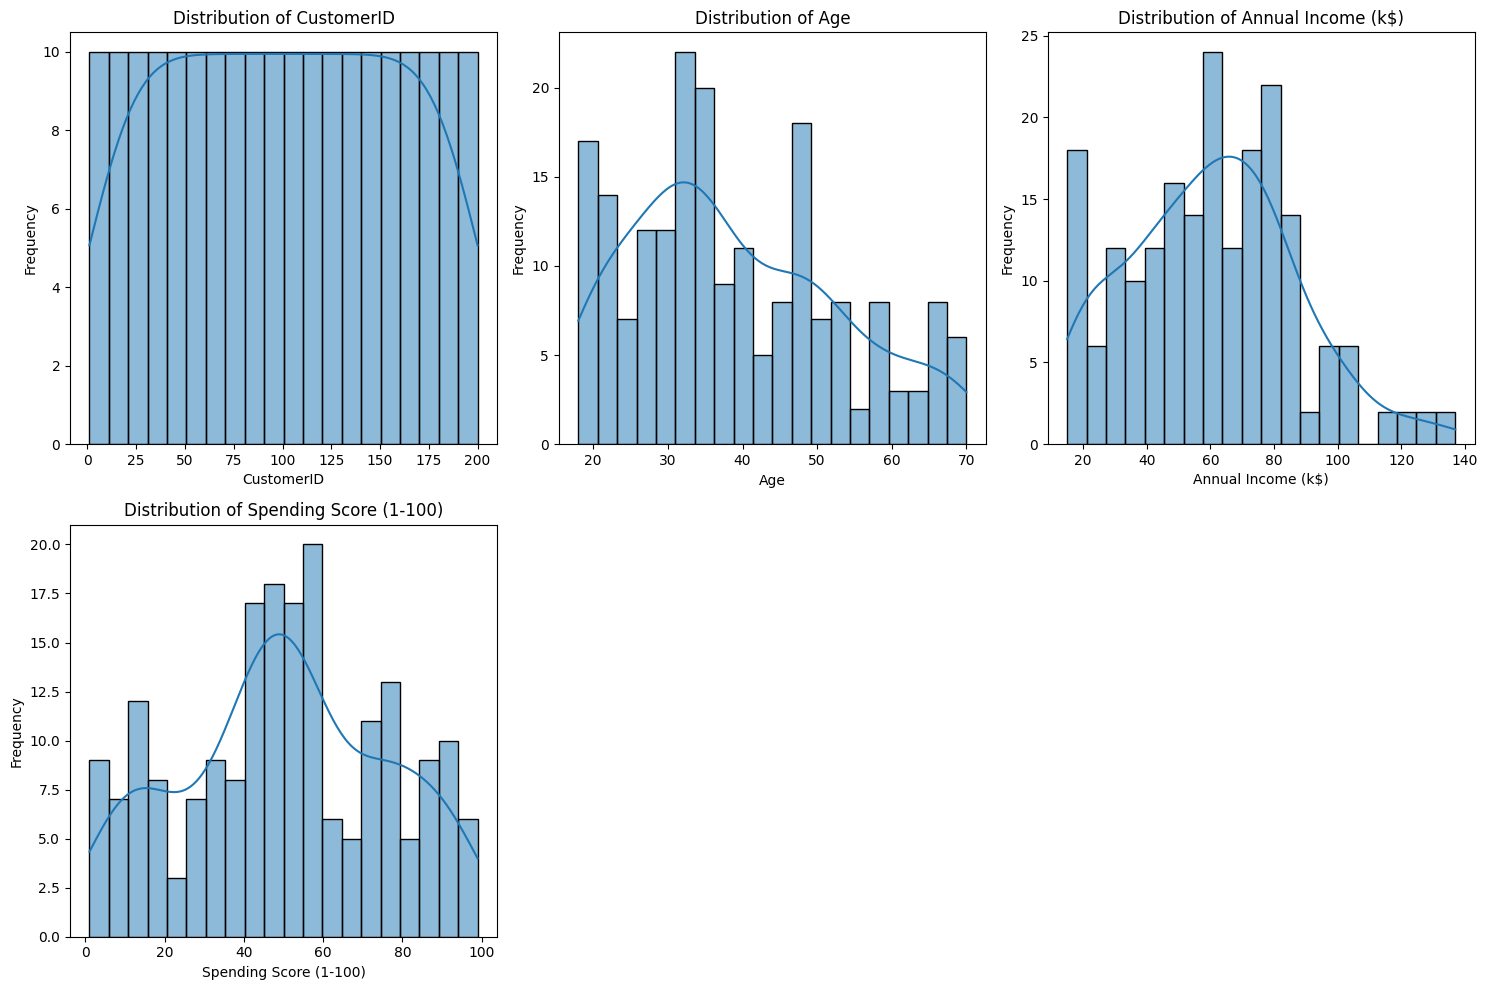 Distribution of CustomerID
Frequency
10
8
6
4
2
0
0 25 50 75 100 125 150 175 200
CustomerID
Distribution of Age
Frequency
20
15
10
5
0
20 30 40 50 60 70
Age
Distribution of Annual Income (k$)
Frequency
25
20
15
10
5
0
20 40 60 80 100 120 140
Annual Income (k$)
Distribution of Spending Score (1-100)
Frequency
20.0
17.5
15.0
12.5
10.0
7.5
5.0
2.5
0.0
0 20 40 60 80 100
Spending Score (1-100)